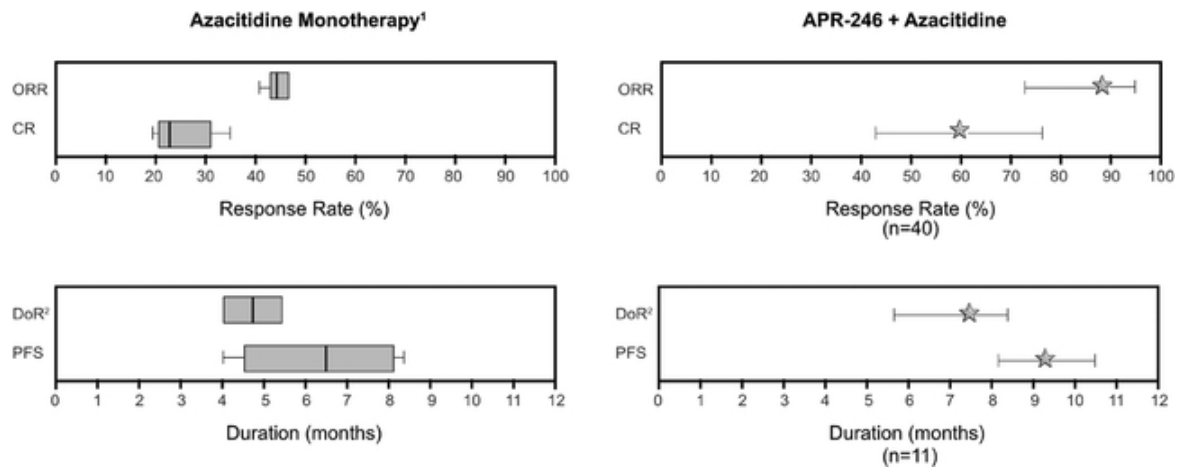 Azacitidine Monotherapy¹
APR-246 + Azacitidine
ORR
CR
0 10 20 30 40 50 60 70 80 90 100
Response Rate (%)
ORR
CR
0 10 20 30 40 50 60 70 80 90 100
Response Rate (%)
(n=40)
DoR²
PFS
0 1 2 3 4 5 6 7 8 9 10 11 12
Duration (months)
DoR²
PFS
0 1 2 3 4 5 6 7 8 9 10 11 12
Duration (months)
(n=11)